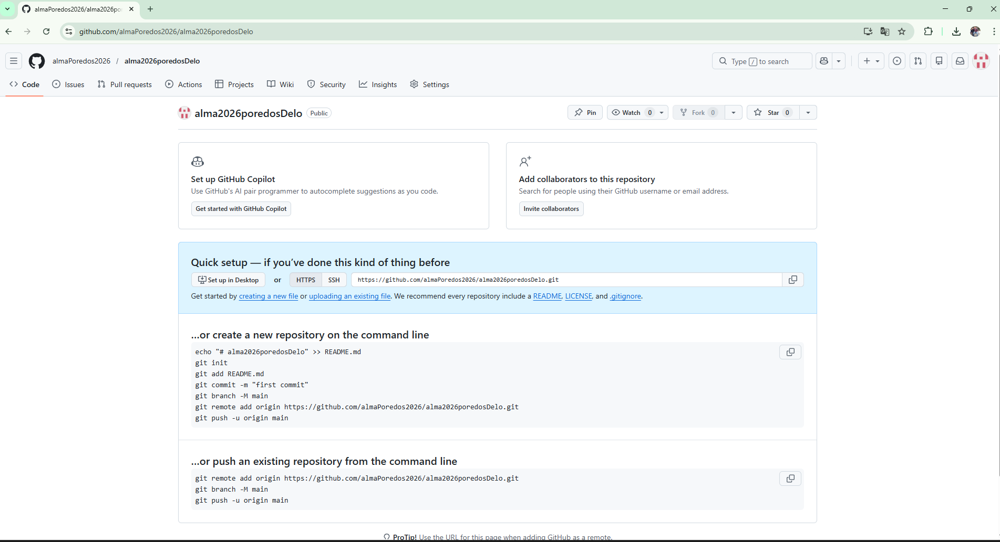 almaPoredos2026/alma2026po
github.com/almaPoredos2026/alma2026poredosDelo
almaPoredos2026 / alma2026poredosDelo
Type / to search
Code
Issues
Pull requests
Actions
Projects
Wiki
Security
Insights
Settings
alma2026poredosDelo Public
Pin
Watch 0
Fork 0
Star 0
Set up GitHub Copilot
Use GitHub's AI pair programmer to autocomplete suggestions as you code.
Get started with GitHub Copilot
Add collaborators to this repository
Search for people using their GitHub username or email address.
Invite collaborators
Quick setup — if you’ve done this kind of thing before
Set up in Desktop or HTTPS SSH https://github.com/almaPoredos2026/alma2026poredosDelo.git
Get started by creating a new file or uploading an existing file. We recommend every repository include a README, LICENSE, and .gitignore.
…or create a new repository on the command line
echo "# alma2026poredosDelo" >> README.md
git init
git add README.md
git commit -m "first commit"
git branch -M main
git remote add origin https://github.com/almaPoredos2026/alma2026poredosDelo.git
git push -u origin main
…or push an existing repository from the command line
git remote add origin https://github.com/almaPoredos2026/alma2026poredosDelo.git
git branch -M main
git push -u origin main
ProTip! Use the URL for this page when adding GitHub as a remote.